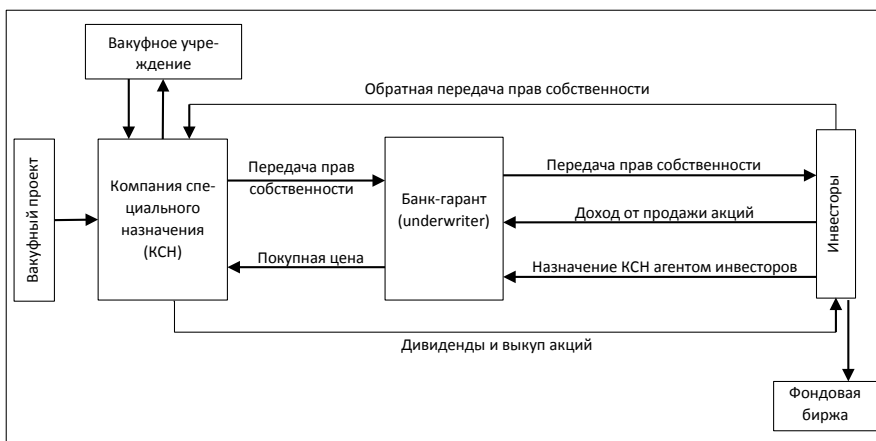 Вакуфное учре-
ждение
Обратная передача прав собственности
Вакуфный проект
Компания спе-
циального
назначения
(КСН)
Передача прав
собственности
Покупная цена
Банк-гарант
(underwriter)
Передача прав собственности
Доход от продажи акций
Назначение КСН агентом инвесторов
Инвесторы
Дивиденды и выкуп акций
Фондовая
биржа